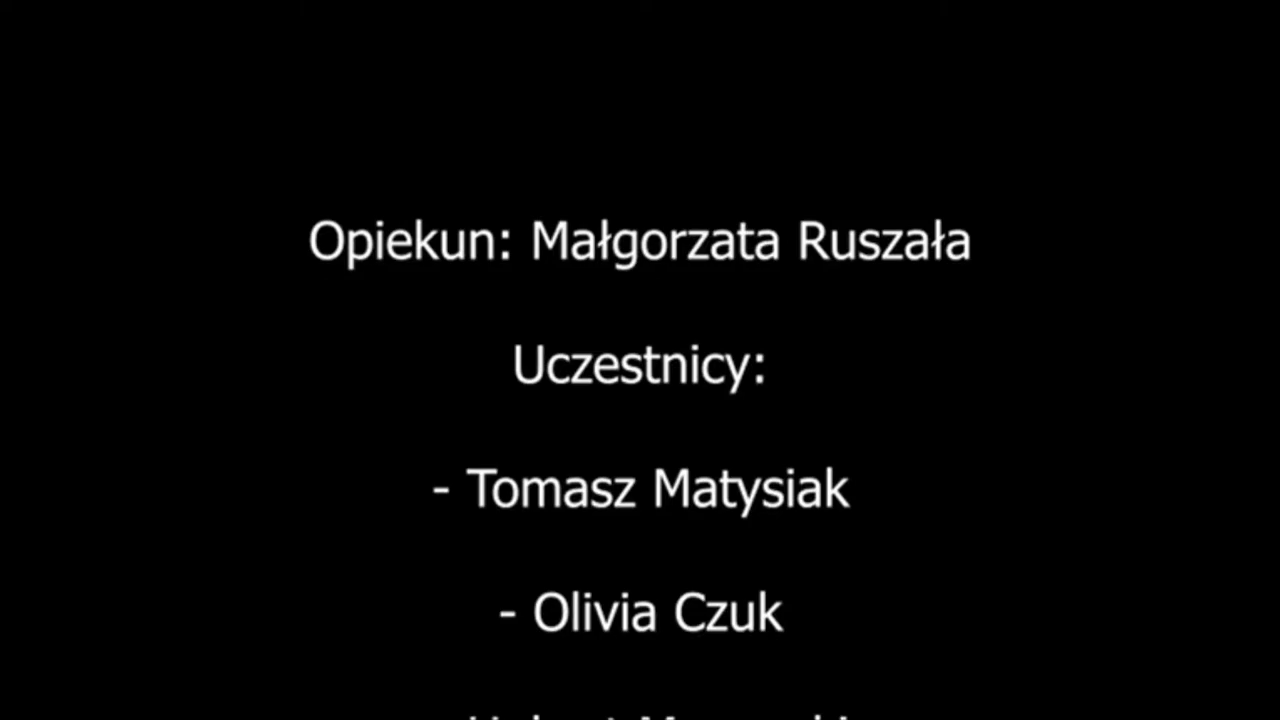 Opiekun: Małgorzata Ruszała
Uczestnicy:
- Tomasz Matysiak
- Olivia Czuk